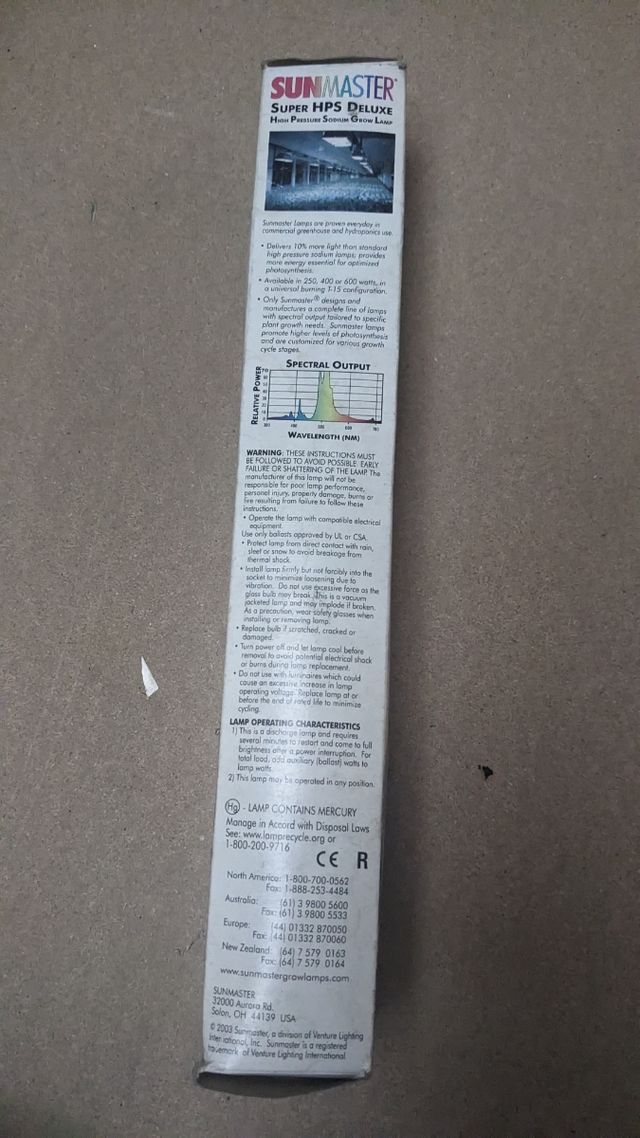 SUNMASTER®
SUPER HPS DELUXE
HIGH PRESSURE SODIUM GROW LAMP
Sunmaster Lamps are proven everyday in
commercial greenhouse and hydroponics use.
• Delivers 10% more light than standard
high pressure sodium lamps; provides
more energy essential for optimized
photosynthesis.
• Available in 250, 400 or 600 watts, in
a universal burning T-15 configuration.
• Only Sunmaster® designs and
manufactures a complete line of lamps
with spectral output tailored to specific
plant growth needs. Sunmaster lamps
promote higher levels of photosynthesis
and are customized for various growth
cycle stages.
SPECTRAL OUTPUT
RELATIVE POWER
300 400 500 600 700
WAVELENGTH (NM)
WARNING: THESE INSTRUCTIONS MUST
BE FOLLOWED TO AVOID POSSIBLE EARLY
FAILURE OR SHATTERING OF THE LAMP. The
manufacturer of this lamp will not be
responsible for poor lamp performance,
personal injury, property damage, burns or
fire resulting from failure to follow these
instructions.
• Operate the lamp with compatible electrical
equipment.
Use only ballasts approved by UL or CSA.
• Protect lamp from direct contact with rain,
sleet or snow to avoid breakage from
thermal shock.
• Install lamp firmly but not forcibly into the
socket to minimize loosening due to
vibration. Do not use excessive force as the
glass bulb may break. This is a vacuum
jacketed lamp and may implode if broken.
As a precaution, wear safety glasses when
installing or removing lamp.
• Replace bulb if scratched, cracked or
damaged.
• Turn power off and let lamp cool before
removal to avoid potential electrical shock
or burns during lamp replacement.
• Do not use with luminaires which could
cause an excessive increase in lamp
operating voltage. Replace lamp at or
before the end of rated life to minimize
cycling.
LAMP OPERATING CHARACTERISTICS
1) This is a discharge lamp and requires
several minutes to restart and come to full
brightness after a power interruption. For
total load, add auxiliary (ballast) watts to
lamp watts.
2) This lamp may be operated in any position.
Hg - LAMP CONTAINS MERCURY
Manage in Accord with Disposal Laws
See: www.lamprecycle.org or
1-800-200-9716
CE R
North America: 1-800-700-0562
Fax: 1-888-253-4484
Australia: (61) 3 9800 5600
Fax: (61) 3 9800 5533
Europe: (44) 01332 870050
Fax: (44) 01332 870060
New Zealand: (64) 7 579 0163
Fax: (64) 7 579 0164
www.sunmastergrowlamps.com
SUNMASTER
32000 Aurora Rd.
Solon, OH 44139 USA
© 2003 Sunmaster, a division of Venture Lighting
International, Inc. Sunmaster is a registered
trademark of Venture Lighting International.